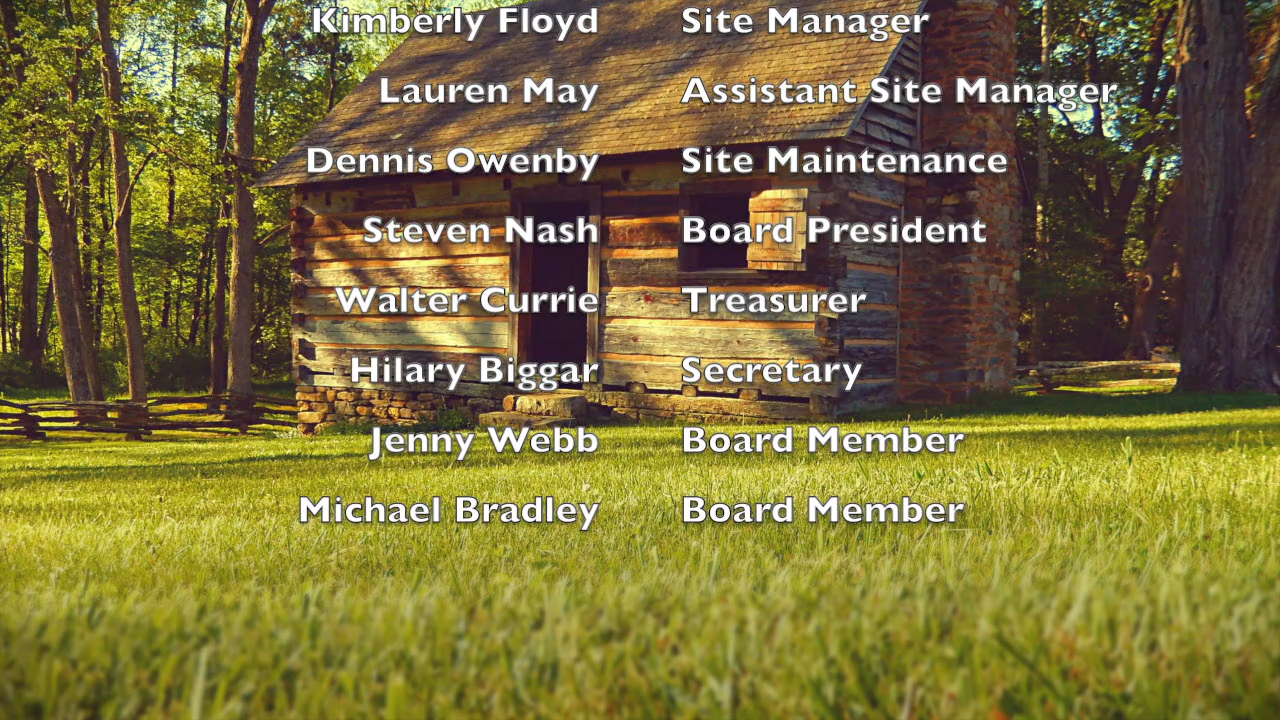 Kimberly Floyd Site Manager
Lauren May Assistant Site Manager
Dennis Owenby Site Maintenance
Steven Nash Board President
Walter Currie Treasurer
Hilary Biggar Secretary
Jenny Webb Board Member
Michael Bradley Board Member